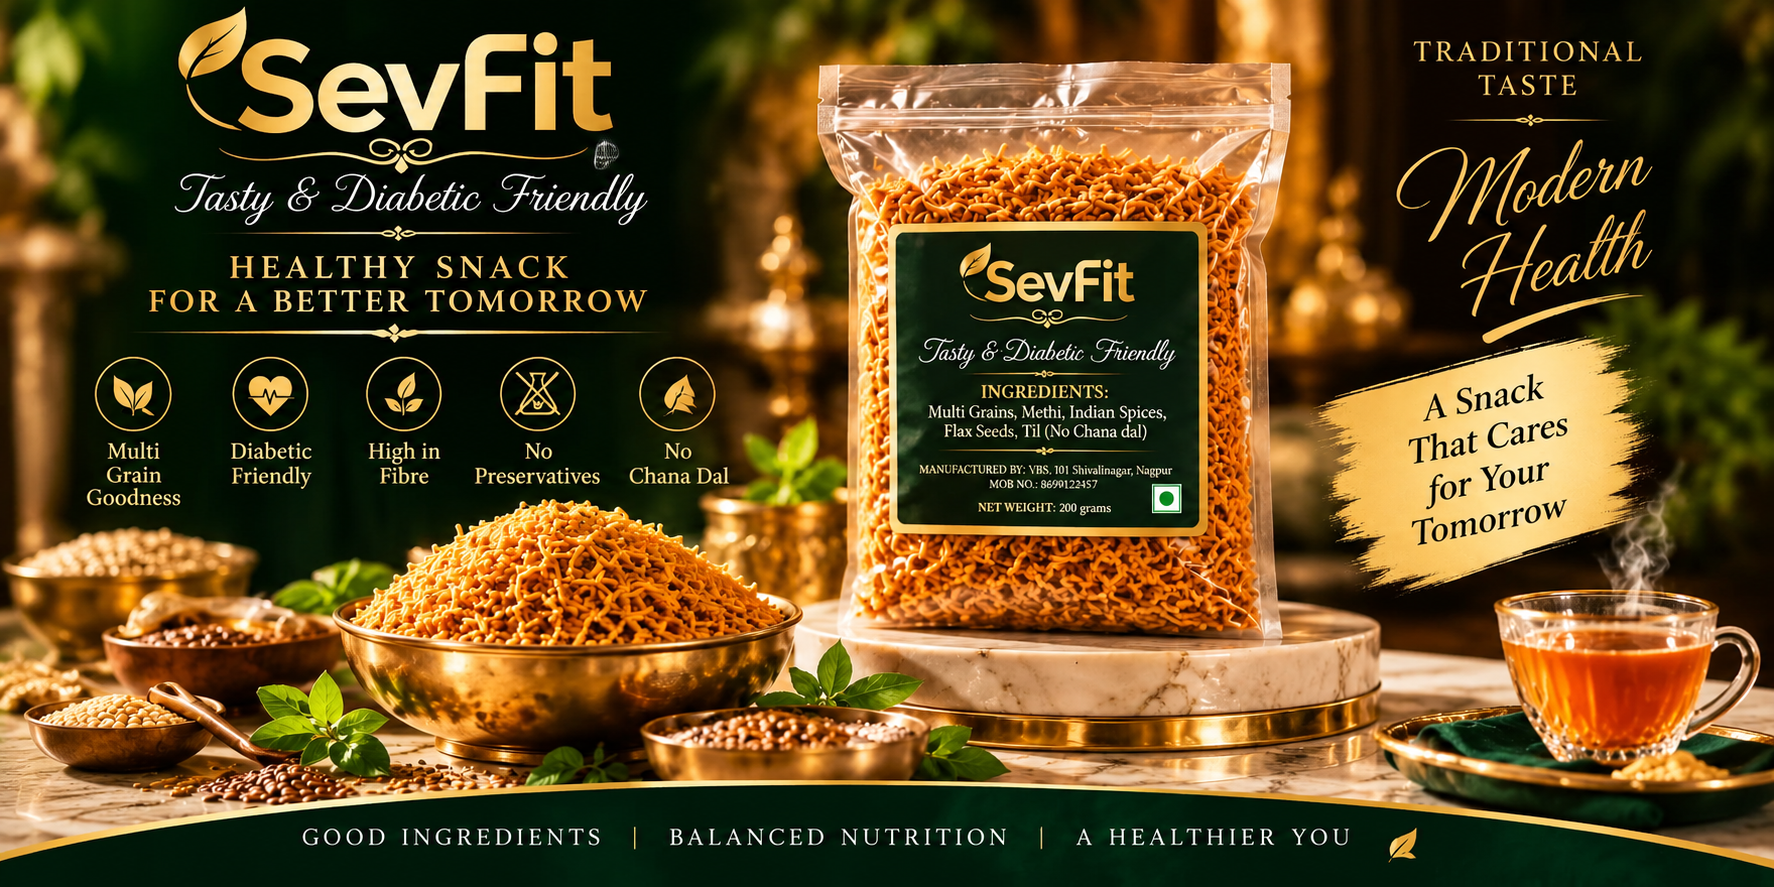 SevFit
Tasty & Diabetic Friendly
HEALTHY SNACK
FOR A BETTER TOMORROW
Multi
Grain
Goodness
Diabetic
Friendly
High in
Fibre
No
Preservatives
No
Chana Dal
SevFit
Tasty & Diabetic Friendly
INGREDIENTS:
Multi Grains, Methi, Indian Spices,
Flax Seeds, Til (No Chana dal)
MANUFACTURED BY: VBS, 101 Shivalinagar, Nagpur
MOB NO.: 8699122457
NET WEIGHT: 200 grams
TRADITIONAL
TASTE
Modern
Health
A Snack
That Cares
for Your
Tomorrow
GOOD INGREDIENTS | BALANCED NUTRITION | A HEALTHIER YOU